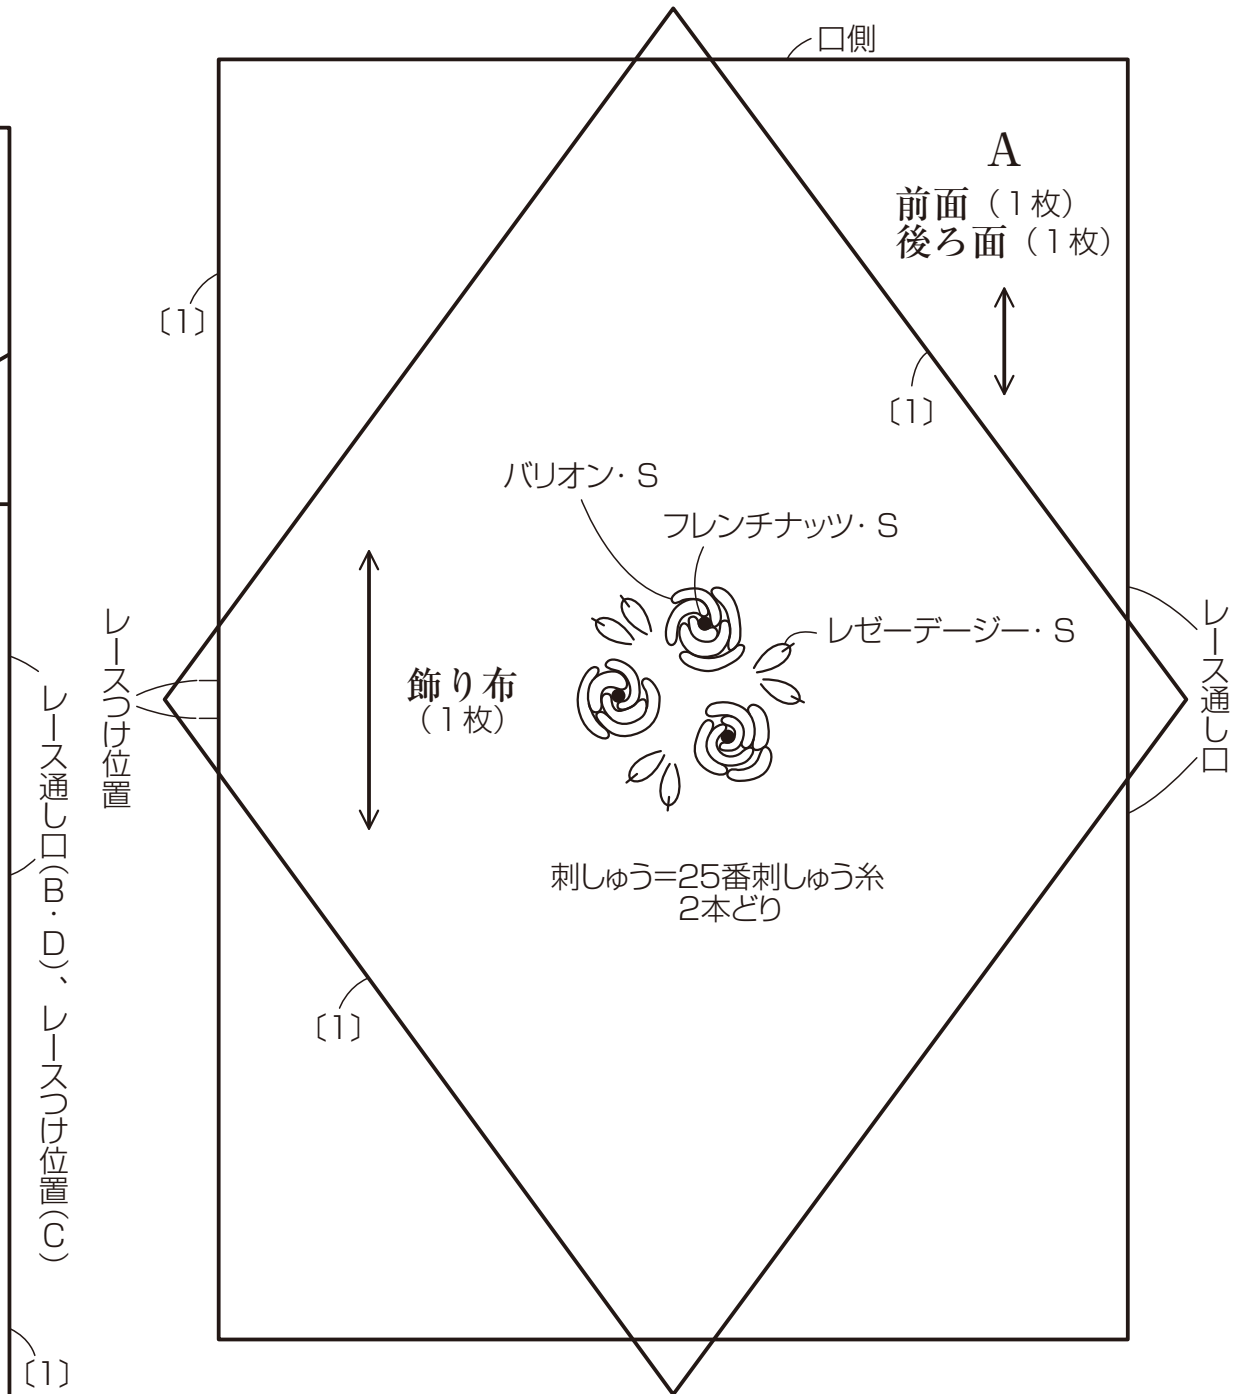 口側
A
前面（1枚）
後ろ面（1枚）
〔1〕
〔1〕
バリオン・S
フレンチナッツ・S
レゼーデージー・S
レースつけ位置
飾り布
（1枚）
レース通し口
レース通し口(B・D)、レースつけ位置(C)
刺しゅう=25番刺しゅう糸
2本どり
〔1〕
〔1〕